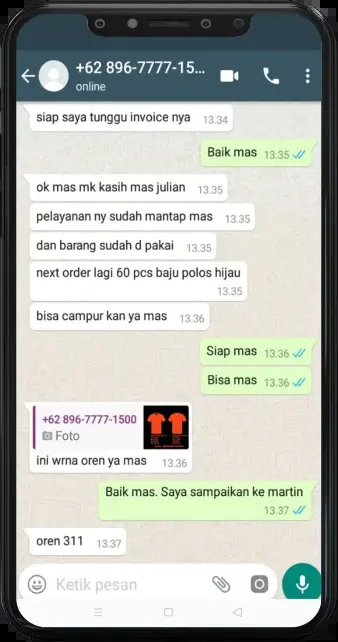 +62 896-7777-15...
online
siap saya tunggu invoice nya 13.34
Baik mas 13.35
ok mas mk kasih mas julian 13.35
pelayanan ny sudah mantap mas 13.35
dan barang sudah d pakai 13.35
next order lagi 60 pcs baju polos hijau
13.35
bisa campur kan ya mas 13.36
Siap mas 13.36
Bisa mas 13.36
+62 896-7777-1500
Foto
ini wrna oren ya mas 13.36
Baik mas. Saya sampaikan ke martin
13.37
oren 311 13.37
Ketik pesan